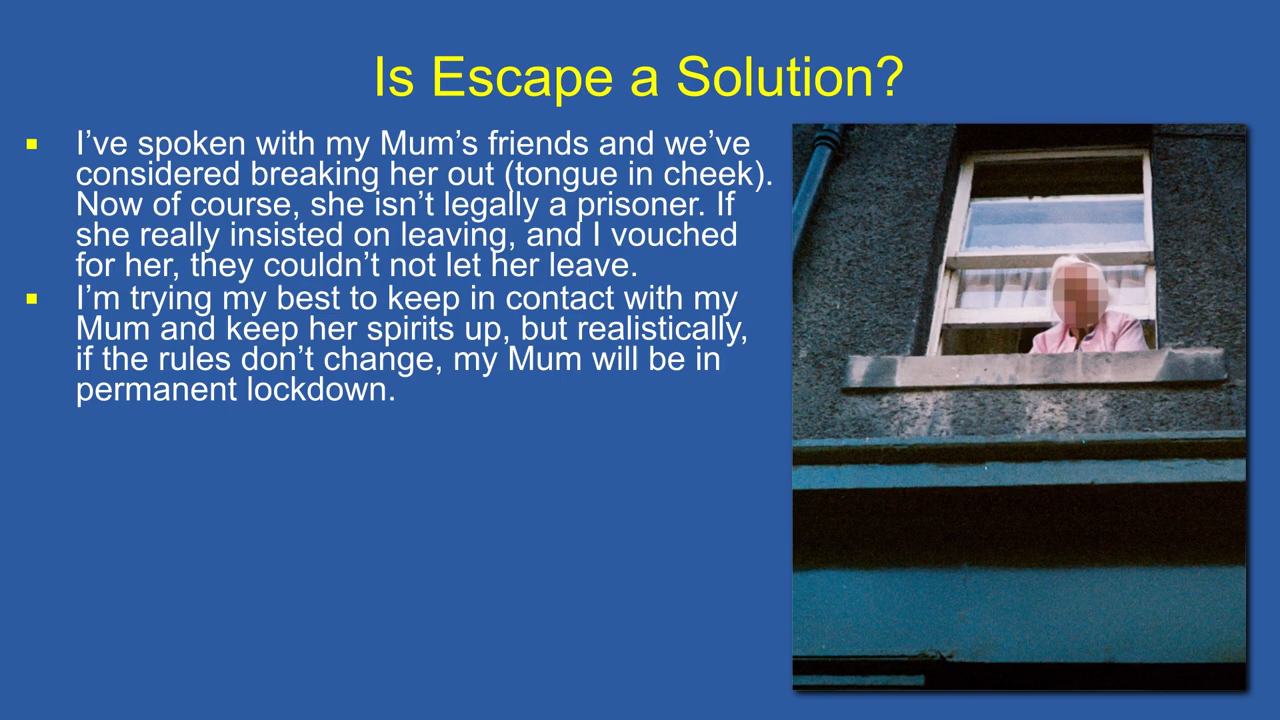 Is Escape a Solution?
I’ve spoken with my Mum’s friends and we’ve
considered breaking her out (tongue in cheek).
Now of course, she isn’t legally a prisoner. If
she really insisted on leaving, and I vouched
for her, they couldn’t not let her leave.
I’m trying my best to keep in contact with my
Mum and keep her spirits up, but realistically,
if the rules don’t change, my Mum will be in
permanent lockdown.